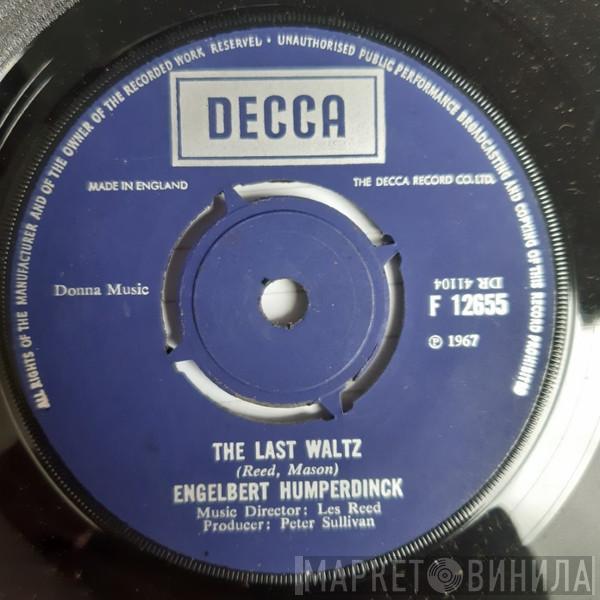 ALL RIGHTS OF THE MANUFACTURER AND OF THE OWNER OF THE RECORDED WORK RESERVED • UNAUTHORISED PUBLIC PERFORMANCE BROADCASTING AND COPYING OF THIS RECORD PROHIBITED
DECCA
MADE IN ENGLAND
THE DECCA RECORD CO. LTD.
Donna Music
DR 41104
F 12655
℗ 1967
THE LAST WALTZ
(Reed, Mason)
ENGELBERT HUMPERDINCK
Music Director: Les Reed
Producer: Peter Sullivan
МАРКЕТ ВИНИЛА